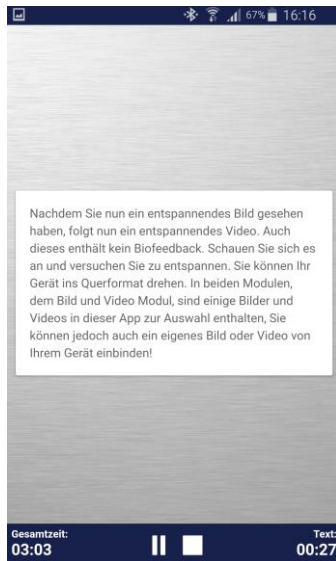 67% 16:16
Nachdem Sie nun ein entspannendes Bild gesehen
haben, folgt nun ein entspannendes Video. Auch
dieses enthält kein Biofeedback. Schauen Sie sich es
an und versuchen Sie zu entspannen. Sie können Ihr
Gerät ins Querformat drehen. In beiden Modulen,
dem Bild und Video Modul, sind einige Bilder und
Videos in dieser App zur Auswahl enthalten, Sie
können jedoch auch ein eigenes Bild oder Video von
Ihrem Gerät einbinden!
Gesamtzeit: Text:
03:03 00:27